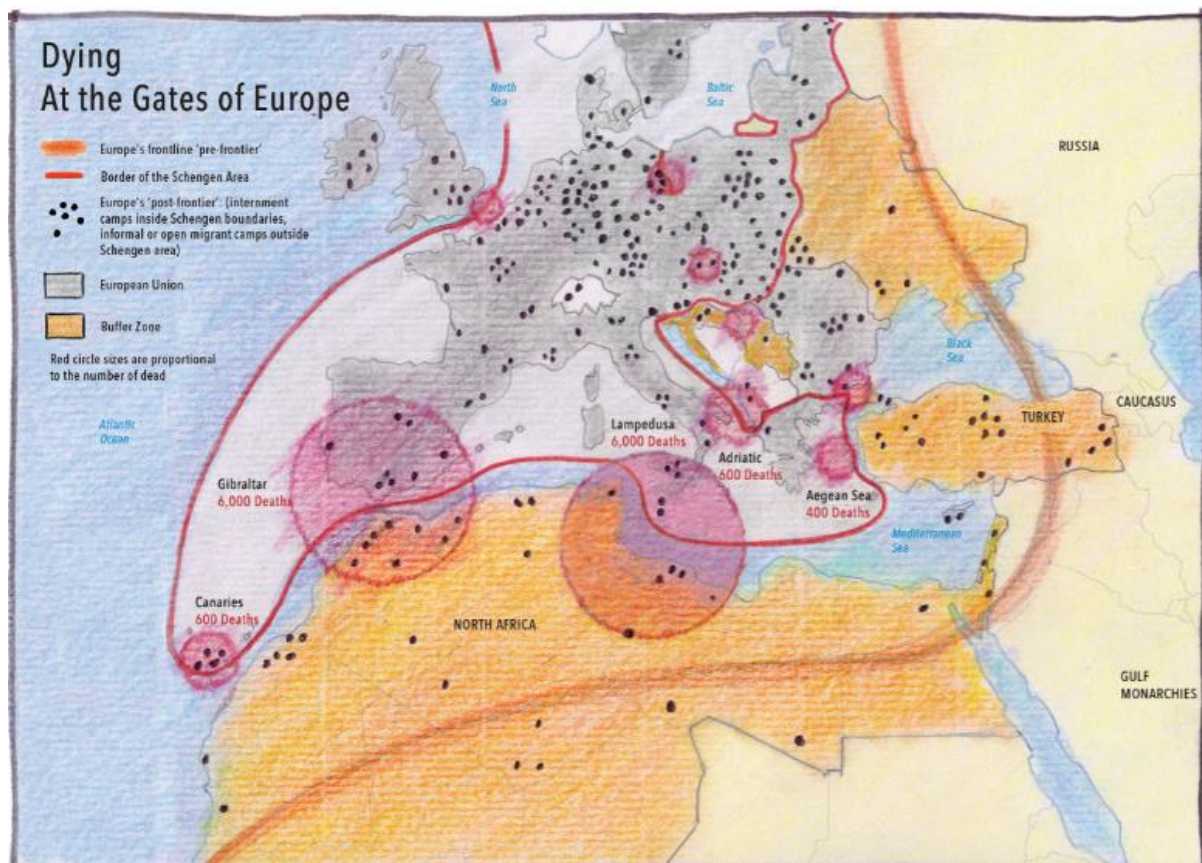 Dying
At the Gates of Europe
Europe's frontline 'pre-frontier'
Border of the Schengen Area
Europe's 'post-frontier': (internment
camps inside Schengen boundaries,
informal or open migrant camps outside
Schengen area)
European Union
Buffer Zone
Red circle sizes are proportional
to the number of dead
North
Sea
Baltic
Sea
RUSSIA
Black
Sea
CAUCASUS
TURKEY
Atlantic
Ocean
Lampedusa
6,000 Deaths
Adriatic
600 Deaths
Gibraltar
6,000 Deaths
Aegean Sea
400 Deaths
Mediterranean
Sea
Canaries
600 Deaths
NORTH AFRICA
GULF
MONARCHIES